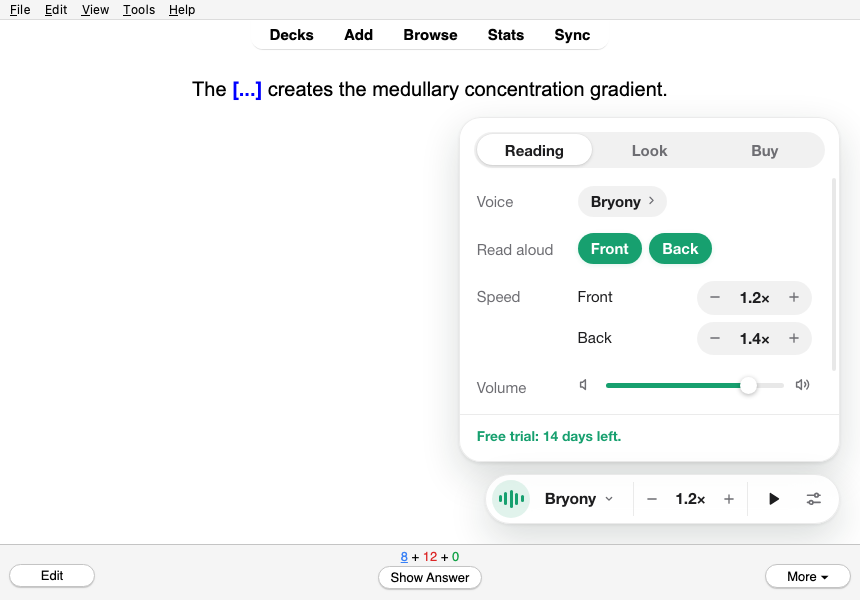 File Edit View Tools Help
Decks Add Browse Stats Sync
The [...] creates the medullary concentration gradient.
Reading Look Buy
Voice Bryony >
Read aloud Front Back
Speed Front − 1.2× +
Back − 1.4× +
Volume
Free trial: 14 days left.
Bryony − 1.2× +
8 + 12 + 0
Edit Show Answer More